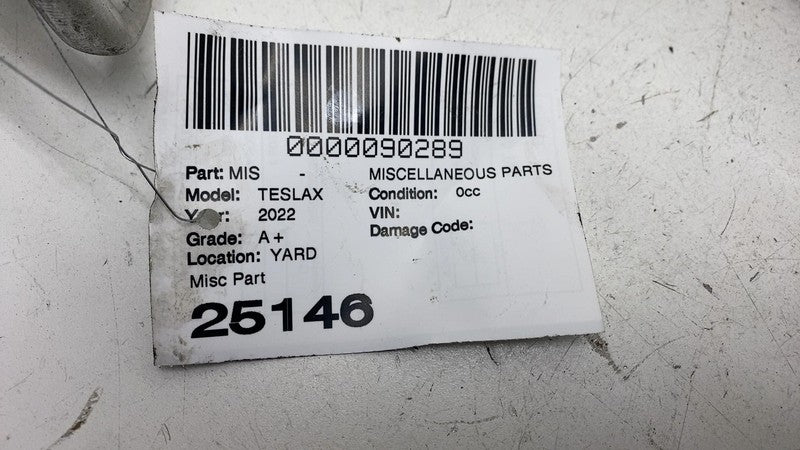 0000090289
Part: MIS - MISCELLANEOUS PARTS
Model: TESLAX Condition: 0cc
Year: 2022 VIN:
Grade: A+ Damage Code:
Location: YARD
Misc Part
25146